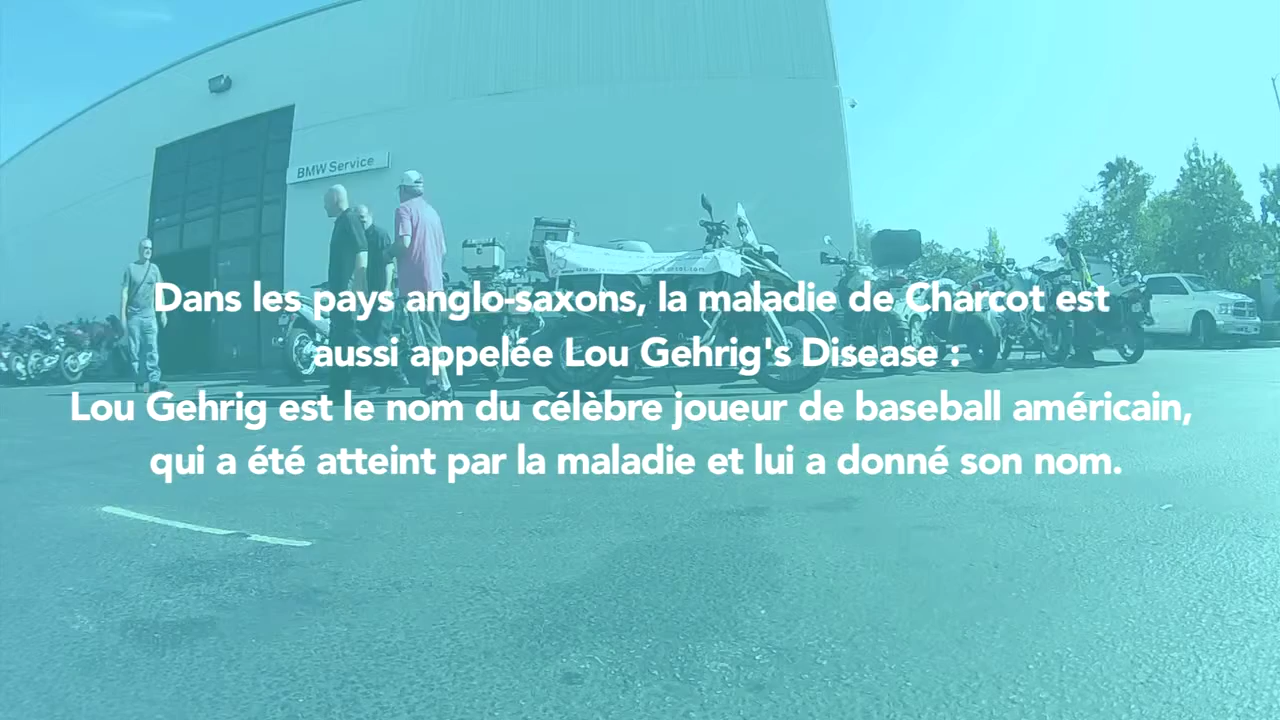 BMW Service
Dans les pays anglo-saxons, la maladie de Charcot est
aussi appelée Lou Gehrig's Disease :
Lou Gehrig est le nom du célèbre joueur de baseball américain,
qui a été atteint par la maladie et lui a donné son nom.